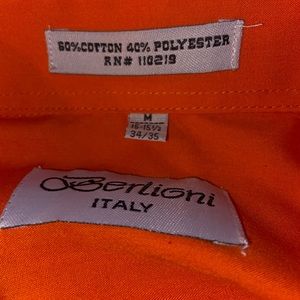 60%COTTON 40% POLYESTER
RN# 110219
M
15-15½
34/35
Berlioni
ITALY